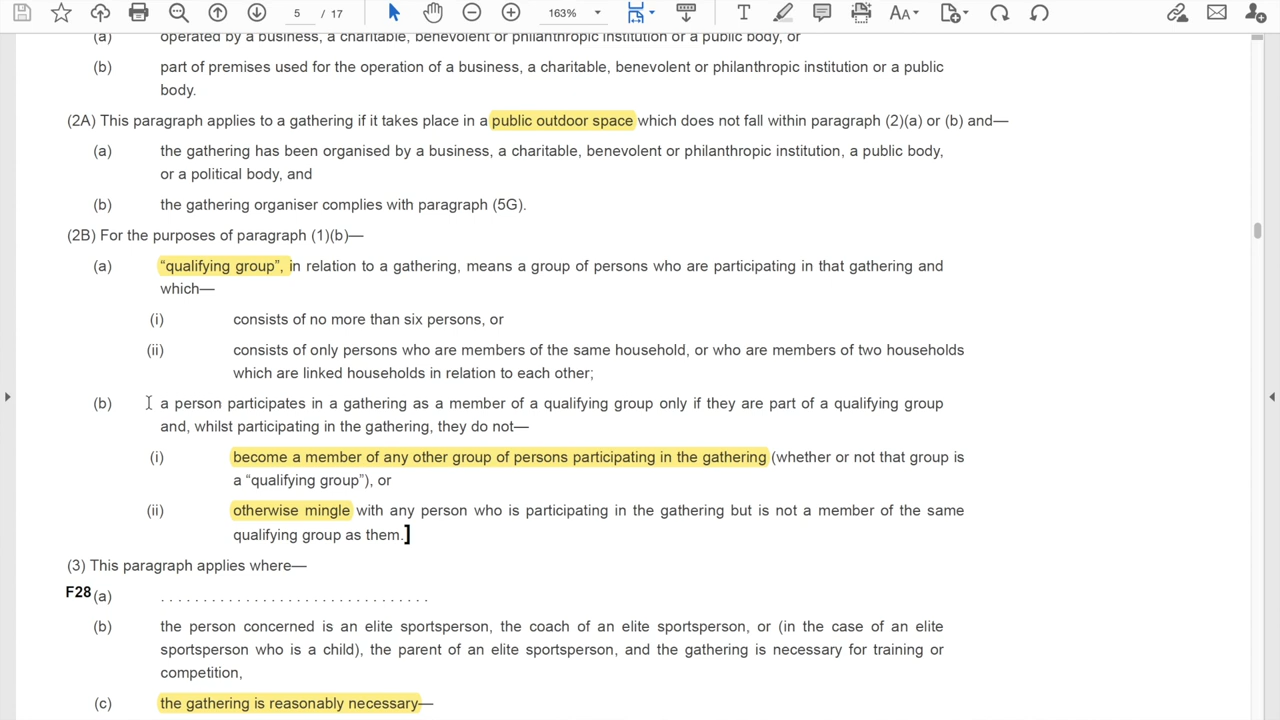 5 / 17
163%
(a) operated by a business, a charitable, benevolent or philanthropic institution or a public body, or
(b) part of premises used for the operation of a business, a charitable, benevolent or philanthropic institution or a public
body.
(2A) This paragraph applies to a gathering if it takes place in a public outdoor space which does not fall within paragraph (2)(a) or (b) and—
(a) the gathering has been organised by a business, a charitable, benevolent or philanthropic institution, a public body,
or a political body, and
(b) the gathering organiser complies with paragraph (5G).
(2B) For the purposes of paragraph (1)(b)—
(a) “qualifying group”, in relation to a gathering, means a group of persons who are participating in that gathering and
which—
(i) consists of no more than six persons, or
(ii) consists of only persons who are members of the same household, or who are members of two households
which are linked households in relation to each other;
(b) a person participates in a gathering as a member of a qualifying group only if they are part of a qualifying group
and, whilst participating in the gathering, they do not—
(i) become a member of any other group of persons participating in the gathering (whether or not that group is
a “qualifying group”), or
(ii) otherwise mingle with any person who is participating in the gathering but is not a member of the same
qualifying group as them.]
(3) This paragraph applies where—
F28 (a) . . . . . . . . . . . . . . . . . . . . . . . . . . . . . . . .
(b) the person concerned is an elite sportsperson, the coach of an elite sportsperson, or (in the case of an elite
sportsperson who is a child), the parent of an elite sportsperson, and the gathering is necessary for training or
competition,
(c) the gathering is reasonably necessary—